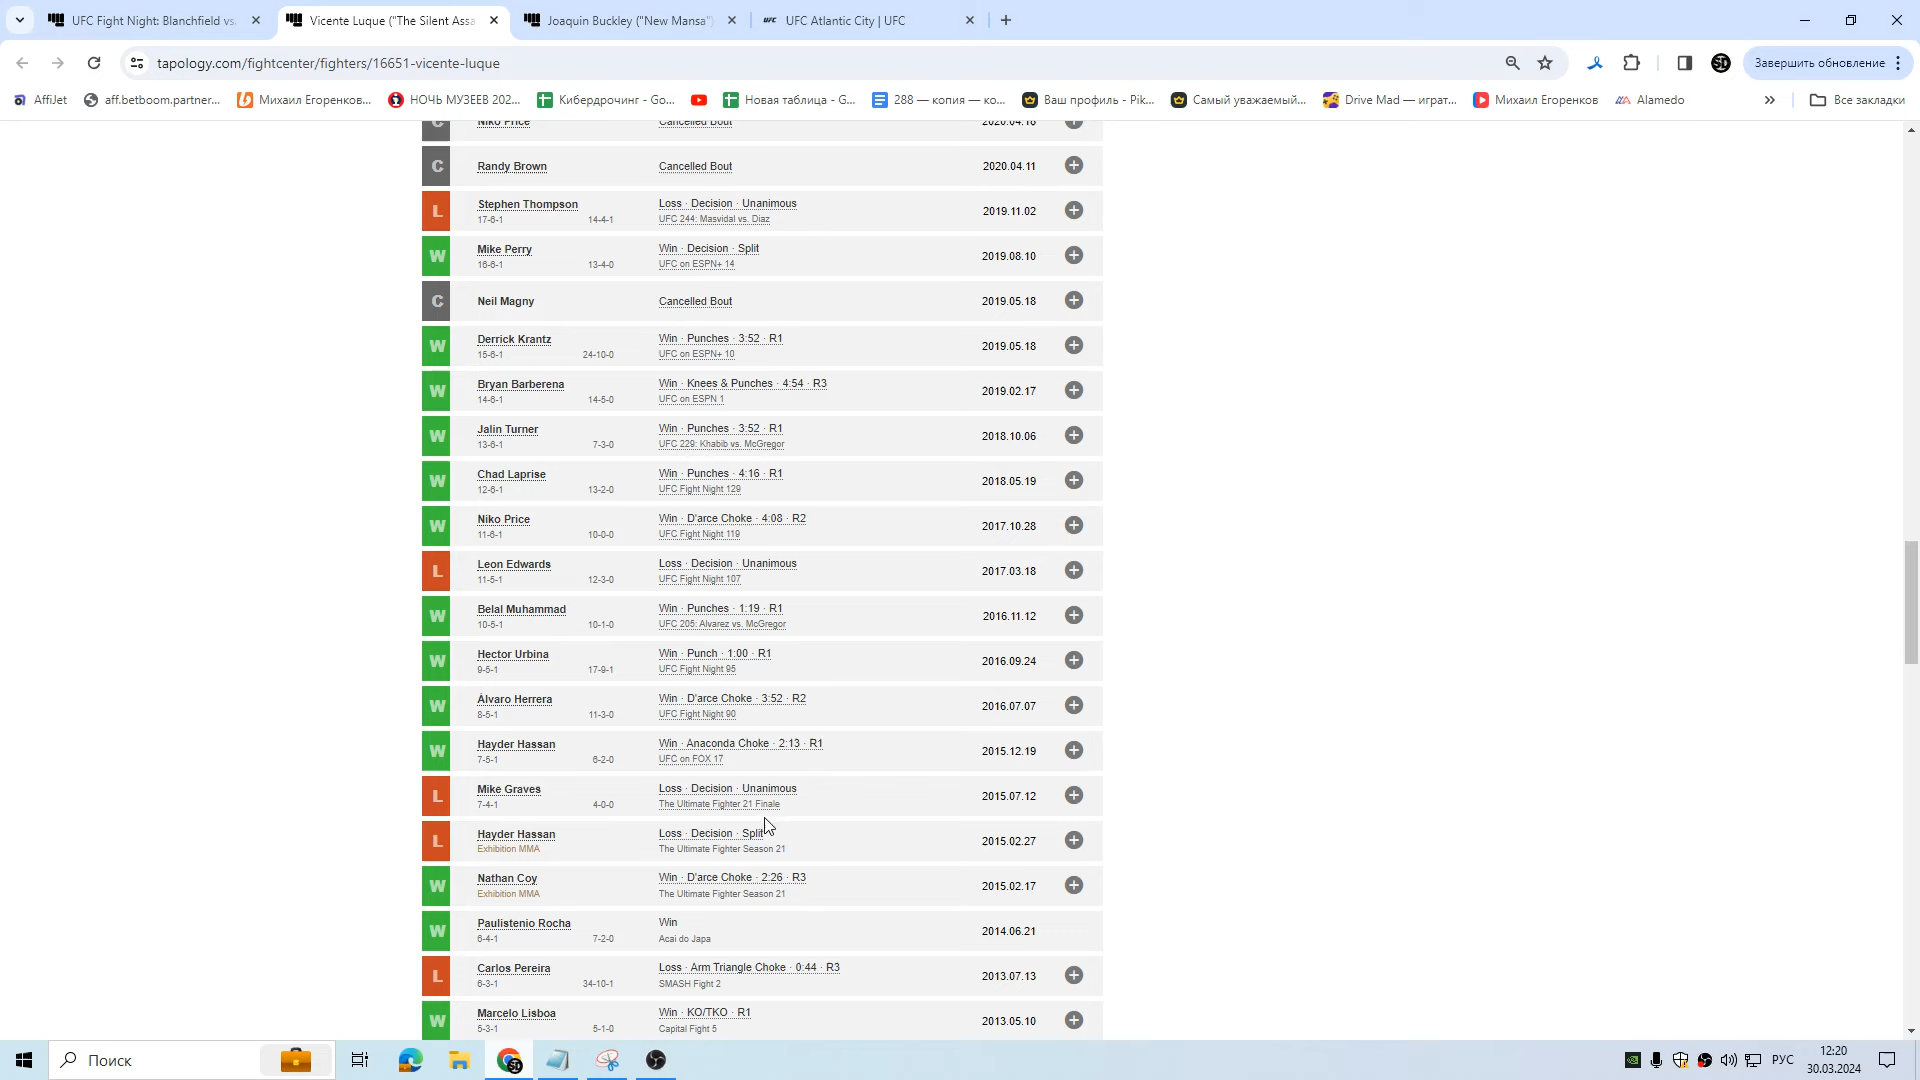 UFC Fight Night: Blanchfield vs.
Vicente Luque ("The Silent Assa
Joaquin Buckley ("New Mansa"
UFC Atlantic City | UFC
tapology.com/fightcenter/fighters/16651-vicente-luque
Завершить обновление
AffiJet
aff.betboom.partner...
Михаил Егоренков...
НОЧЬ МУЗЕЕВ 202...
Кибердрочинг - Go...
Новая таблица - G...
288 — копия — ко...
Ваш профиль - Pik...
Самый уважаемый...
Drive Mad — играт...
Михаил Егоренков
Alamedo
Все закладки
C Niko Price Cancelled Bout 2020.04.18
C Randy Brown Cancelled Bout 2020.04.11
L Stephen Thompson Loss · Decision · Unanimous 2019.11.02
17-6-1 14-4-1 UFC 244: Masvidal vs. Diaz
W Mike Perry Win · Decision · Split 2019.08.10
16-6-1 13-4-0 UFC on ESPN+ 14
C Neil Magny Cancelled Bout 2019.05.18
W Derrick Krantz Win · Punches · 3:52 · R1 2019.05.18
15-6-1 24-10-0 UFC on ESPN+ 10
W Bryan Barberena Win · Knees & Punches · 4:54 · R3 2019.02.17
14-6-1 14-5-0 UFC on ESPN 1
W Jalin Turner Win · Punches · 3:52 · R1 2018.10.06
13-6-1 7-3-0 UFC 229: Khabib vs. McGregor
W Chad Laprise Win · Punches · 4:16 · R1 2018.05.19
12-6-1 13-2-0 UFC Fight Night 129
W Niko Price Win · D'arce Choke · 4:08 · R2 2017.10.28
11-6-1 10-0-0 UFC Fight Night 119
L Leon Edwards Loss · Decision · Unanimous 2017.03.18
11-5-1 12-3-0 UFC Fight Night 107
W Belal Muhammad Win · Punches · 1:19 · R1 2016.11.12
10-5-1 10-1-0 UFC 205: Alvarez vs. McGregor
W Hector Urbina Win · Punch · 1:00 · R1 2016.09.24
9-5-1 17-9-1 UFC Fight Night 95
W Álvaro Herrera Win · D'arce Choke · 3:52 · R2 2016.07.07
8-5-1 11-3-0 UFC Fight Night 90
W Hayder Hassan Win · Anaconda Choke · 2:13 · R1 2015.12.19
7-5-1 6-2-0 UFC on FOX 17
L Mike Graves Loss · Decision · Unanimous 2015.07.12
7-4-1 4-0-0 The Ultimate Fighter 21 Finale
L Hayder Hassan Loss · Decision · Split 2015.02.27
Exhibition MMA The Ultimate Fighter Season 21
W Nathan Coy Win · D'arce Choke · 2:26 · R3 2015.02.17
Exhibition MMA The Ultimate Fighter Season 21
W Paulistenio Rocha Win 2014.06.21
6-4-1 7-2-0 Acai do Japa
L Carlos Pereira Loss · Arm Triangle Choke · 0:44 · R3 2013.07.13
6-3-1 34-10-1 SMASH Fight 2
W Marcelo Lisboa Win · KO/TKO · R1 2013.05.10
5-3-1 5-1-0 Capital Fight 5
Поиск
РУС
12:20
30.03.2024